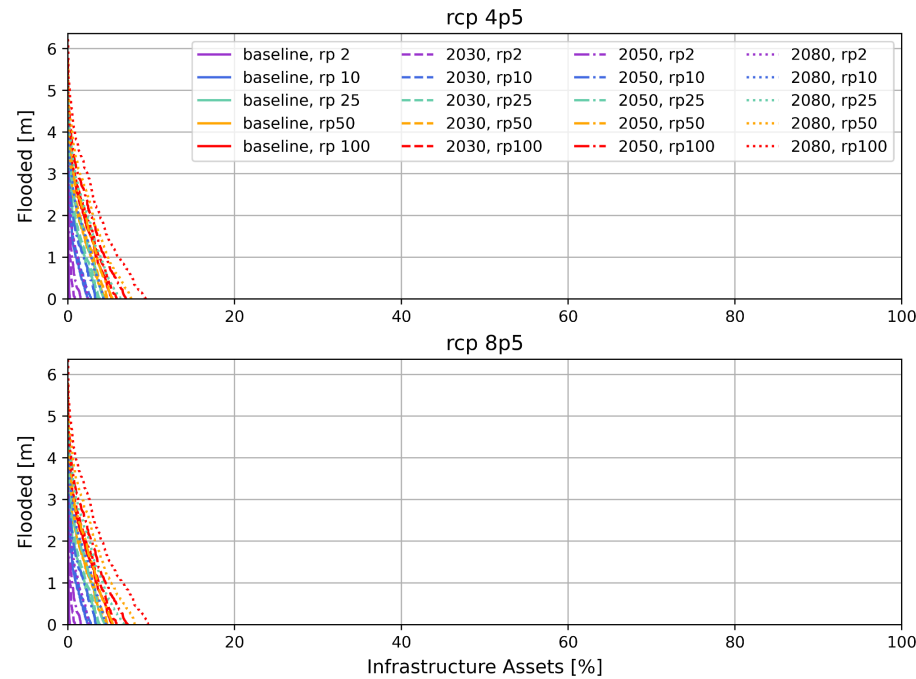 rcp 4p5
6
5
4
3
2
1
0
Flooded [m]
baseline, rp 2
baseline, rp 10
baseline, rp 25
baseline, rp50
baseline, rp 100
2030, rp2
2030, rp10
2030, rp25
2030, rp50
2030, rp100
2050, rp2
2050, rp10
2050, rp25
2050, rp50
2050, rp100
2080, rp2
2080, rp10
2080, rp25
2080, rp50
2080, rp100
0
20
40
60
80
100
rcp 8p5
6
5
4
3
2
1
0
Flooded [m]
0
20
40
60
80
100
Infrastructure Assets [%]